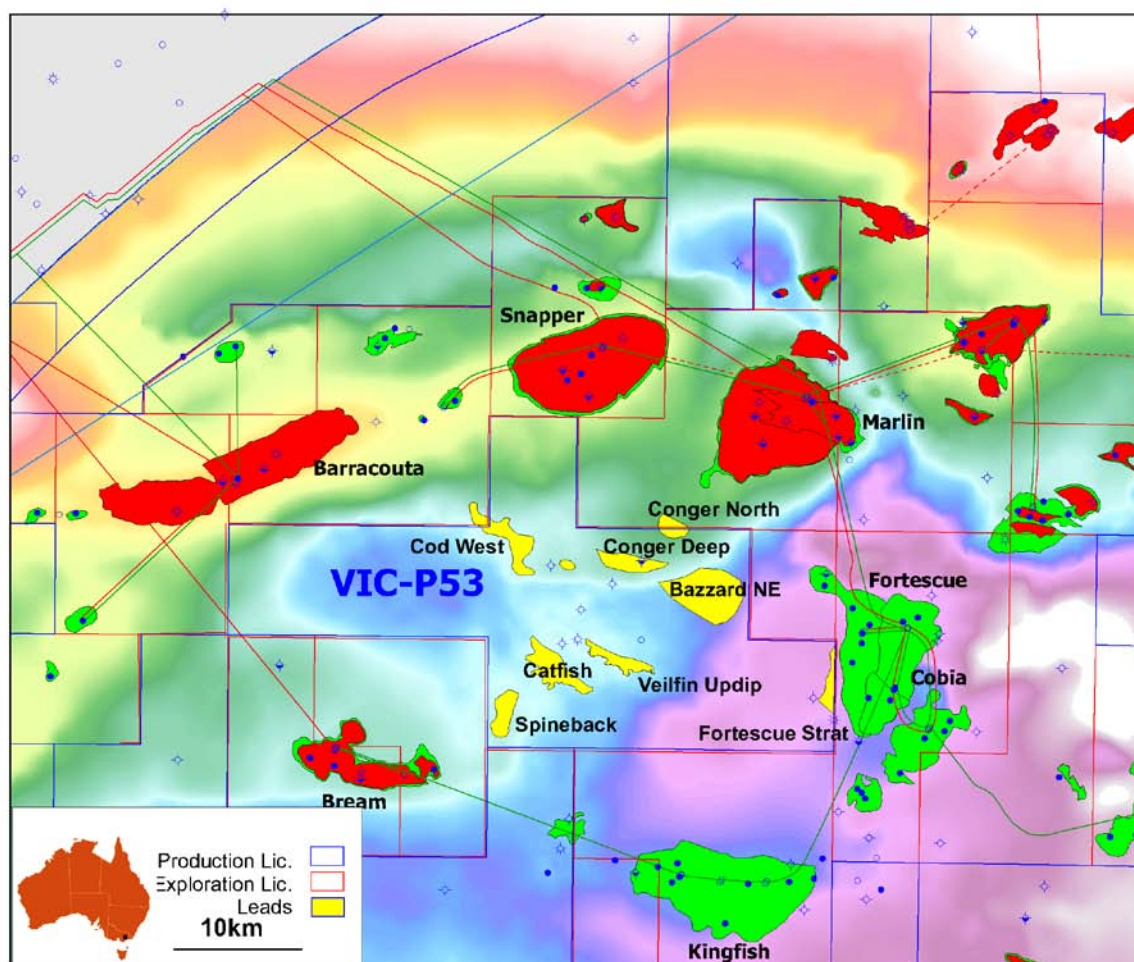 Snapper
Marlin
Barracouta
Conger North
Cod West
Conger Deep
VIC-P53
Bazzard NE
Fortescue
Catfish
Cobia
Veilfin Updip
Spineback
Fortescue Strat
Bream
Production Lic.
Exploration Lic.
Leads
10km
Kingfish